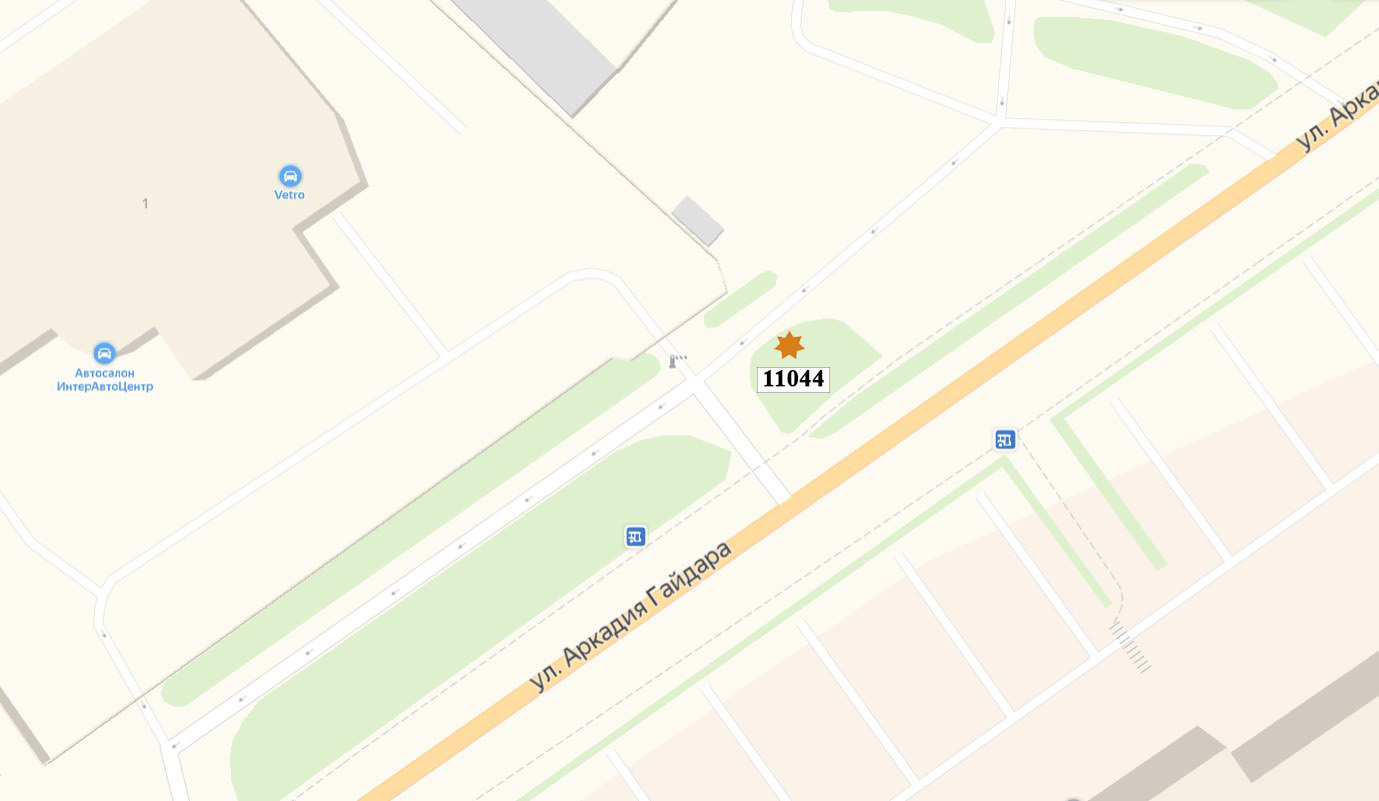 ул. Арка
Vetro
1
Автосалон
ИнтерАвтоЦентр
11044
ул. Аркадия Гайдара